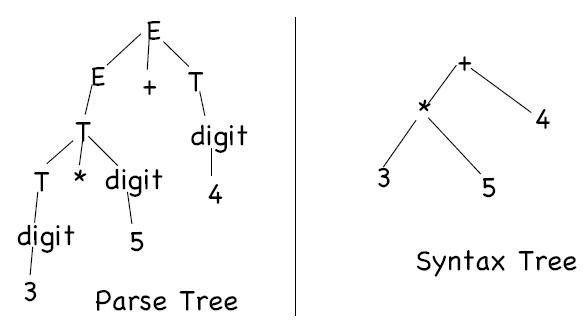 E
E + T
T digit
T * digit 4
digit 5
3
Parse Tree
+
* 4
3 5
Syntax Tree